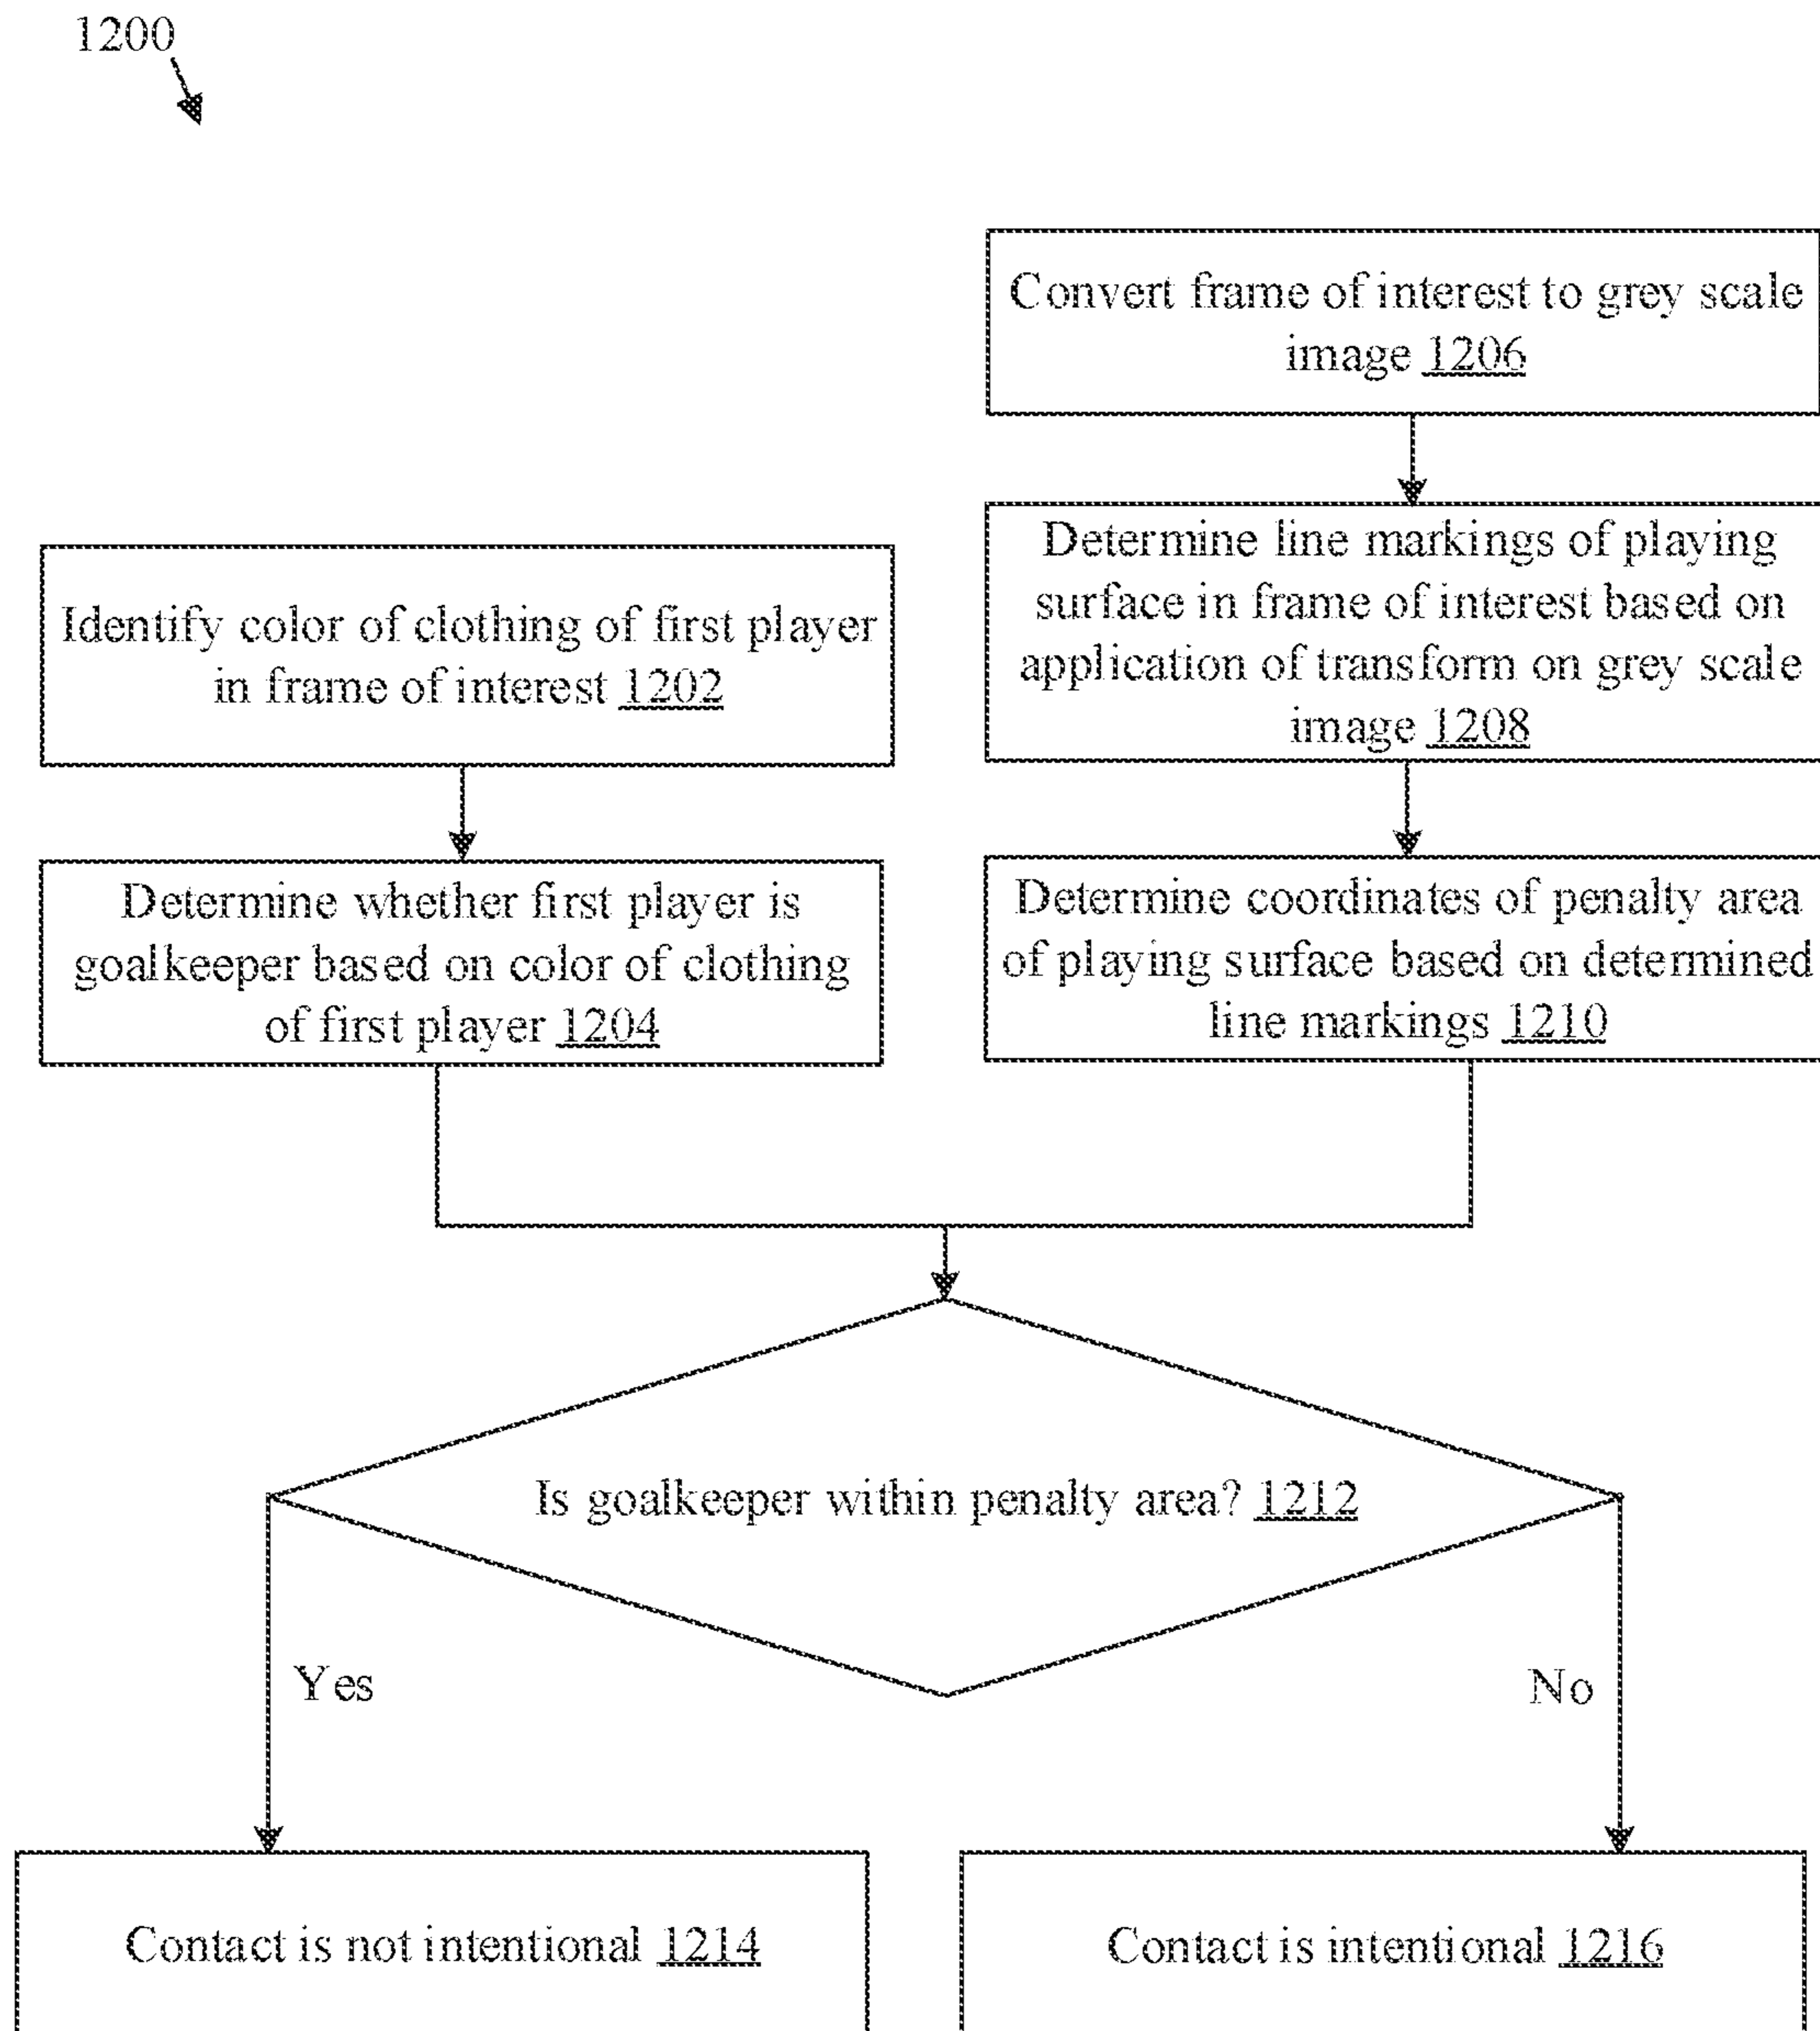 1200
Convert frame of interest to grey scale
image 1206
Determine line markings of playing
surface in frame of interest based on
application of transform on grey scale
image 1208
Identify color of clothing of first player
in frame of interest 1202
Determine whether first player is
goalkeeper based on color of clothing
of first player 1204
Determine coordinates of penalty area
of playing surface based on determined
line markings 1210
Is goalkeeper within penalty area? 1212
Yes
No
Contact is not intentional 1214
Contact is intentional 1216